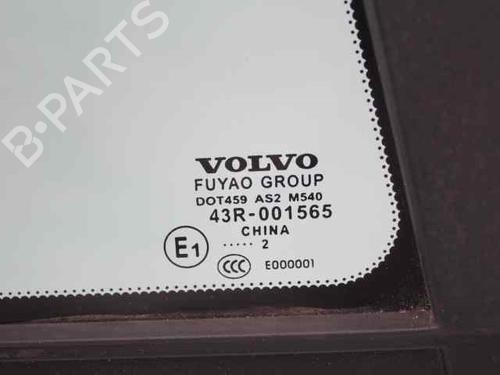 B-PARTS
VOLVO
FUYAO GROUP
DOT459 AS2 M540
43R-001565
CHINA
..... 2
E1
CCC E000001